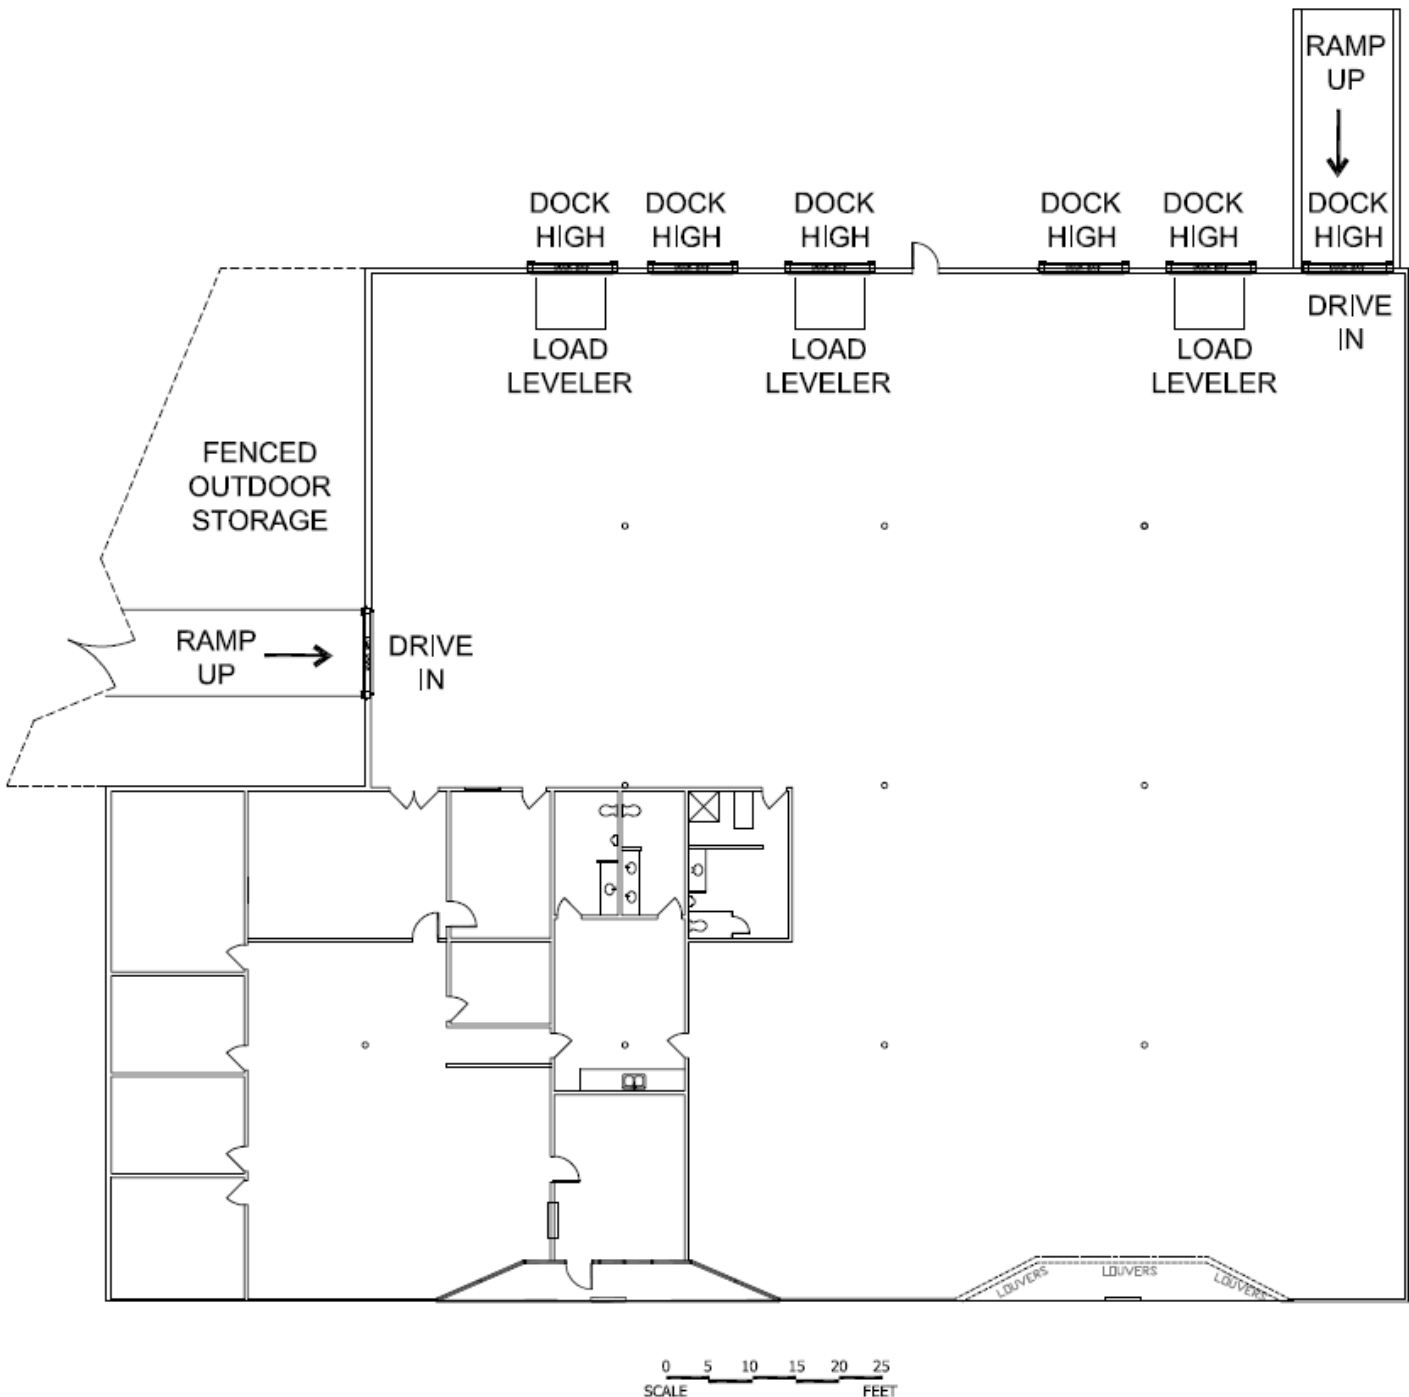 RAMP
UP
DOCK
HIGH
DOCK
HIGH
DOCK
HIGH
DOCK
HIGH
DOCK
HIGH
DOCK
HIGH
LOAD
LEVELER
LOAD
LEVELER
LOAD
LEVELER
DRIVE
IN
FENCED
OUTDOOR
STORAGE
RAMP
UP
DRIVE
IN
LOUVERS
LOUVERS
LOUVERS
0 5 10 15 20 25
SCALE FEET